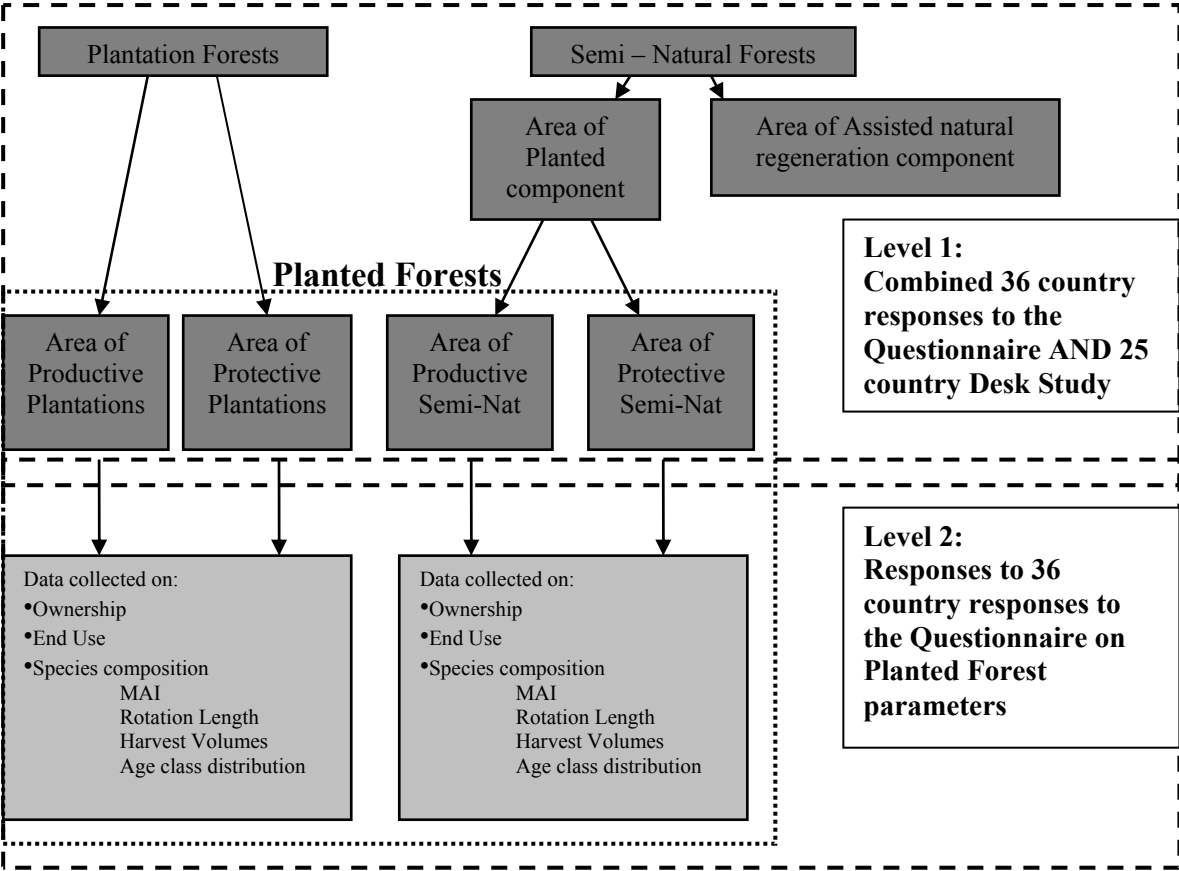 Plantation Forests
Semi – Natural Forests
Area of
Planted
component
Area of Assisted natural
regeneration component
Level 1:
Combined 36 country
responses to the
Questionnaire AND 25
country Desk Study
Planted Forests
Area of
Productive
Plantations
Area of
Protective
Plantations
Area of
Productive
Semi-Nat
Area of
Protective
Semi-Nat
Data collected on:
•Ownership
•End Use
•Species composition
MAI
Rotation Length
Harvest Volumes
Age class distribution
Data collected on:
•Ownership
•End Use
•Species composition
MAI
Rotation Length
Harvest Volumes
Age class distribution
Level 2:
Responses to 36
country responses to
the Questionnaire on
Planted Forest
parameters